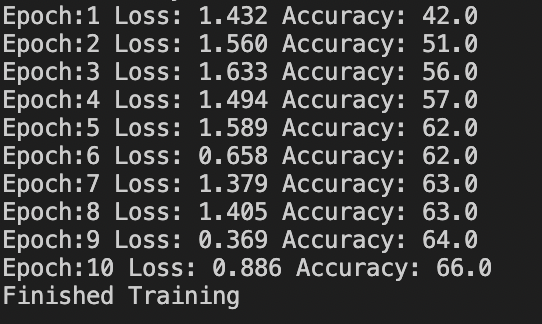 Epoch:1 Loss: 1.432 Accuracy: 42.0
Epoch:2 Loss: 1.560 Accuracy: 51.0
Epoch:3 Loss: 1.633 Accuracy: 56.0
Epoch:4 Loss: 1.494 Accuracy: 57.0
Epoch:5 Loss: 1.589 Accuracy: 62.0
Epoch:6 Loss: 0.658 Accuracy: 62.0
Epoch:7 Loss: 1.379 Accuracy: 63.0
Epoch:8 Loss: 1.405 Accuracy: 63.0
Epoch:9 Loss: 0.369 Accuracy: 64.0
Epoch:10 Loss: 0.886 Accuracy: 66.0
Finished Training